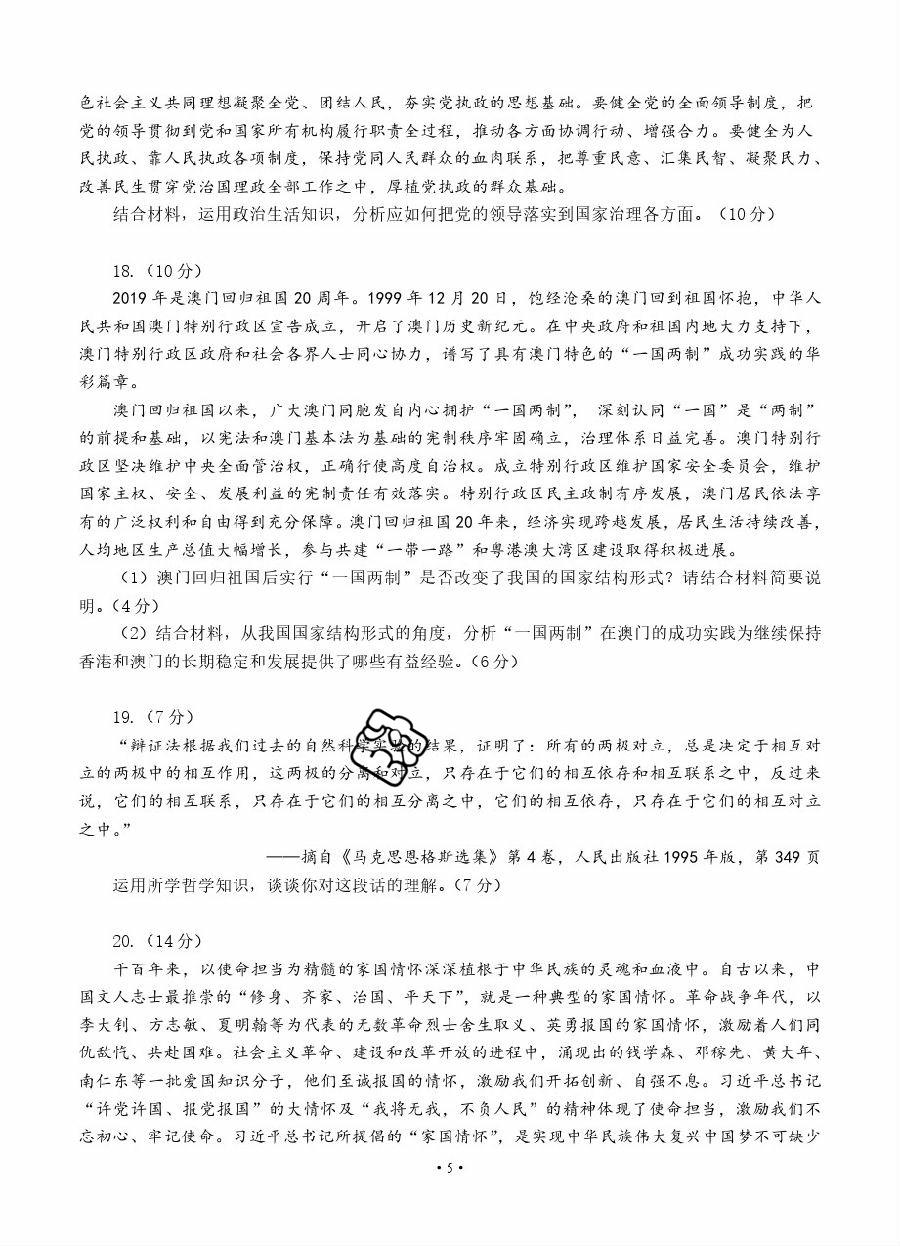 色社会主义共同理想凝聚全党、团结人民，夯实党执政的思想基础。要健全党的全面领导制度，把
党的领导贯彻到党和国家所有机构履行职责全过程，推动各方面协调行动、增强合力。要健全为人
民执政、靠人民执政各项制度，保持党同人民群众的血肉联系，把尊重民意、汇集民智、凝聚民力、
改善民生贯穿党治国理政全部工作之中，厚植党执政的群众基础。
结合材料，运用政治生活知识，分析应如何把党的领导落实到国家治理各方面。（10分）
18.（10分）
2019年是澳门回归祖国20周年。1999年12月20日，饱经沧桑的澳门回到祖国怀抱，中华人
民共和国澳门特别行政区宣告成立，开启了澳门历史新纪元。在中央政府和祖国内地大力支持下，
澳门特别行政区政府和社会各界人士同心协力，谱写了具有澳门特色的“一国两制”成功实践的华
彩篇章。
澳门回归祖国以来，广大澳门同胞发自内心拥护“一国两制”， 深刻认同“一国”是“两制”
的前提和基础，以宪法和澳门基本法为基础的宪制秩序牢固确立，治理体系日益完善。澳门特别行
政区坚决维护中央全面管治权，正确行使高度自治权。成立特别行政区维护国家安全委员会，维护
国家主权、安全、发展利益的宪制责任有效落实。特别行政区民主政制有序发展，澳门居民依法享
有的广泛权利和自由得到充分保障。澳门回归祖国20年来，经济实现跨越发展，居民生活持续改善，
人均地区生产总值大幅增长，参与共建“一带一路”和粤港澳大湾区建设取得积极进展。
（1）澳门回归祖国后实行“一国两制”是否改变了我国的国家结构形式？请结合材料简要说
明。（4分）
（2）结合材料，从我国国家结构形式的角度，分析“一国两制”在澳门的成功实践为继续保持
香港和澳门的长期稳定和发展提供了哪些有益经验。（6分）
19.（7分）
“辩证法根据我们过去的自然科学实验的结果，证明了：所有的两极对立，总是决定于相互对
立的两极中的相互作用，这两极的分离和对立，只存在于它们的相互依存和相互联系之中，反过来
说，它们的相互联系，只存在于它们的相互分离之中，它们的相互依存，只存在于它们的相互对立
之中。”
——摘自《马克思恩格斯选集》第4卷，人民出版社1995年版，第349页
运用所学哲学知识，谈谈你对这段话的理解。（7分）
20.（14分）
千百年来，以使命担当为精髓的家国情怀深深植根于中华民族的灵魂和血液中。自古以来，中
国文人志士最推崇的“修身、齐家、治国、平天下”，就是一种典型的家国情怀。革命战争年代，以
李大钊、方志敏、夏明翰等为代表的无数革命烈士舍生取义、英勇报国的家国情怀，激励着人们同
仇敌忾、共赴国难。社会主义革命、建设和改革开放的进程中，涌现出的钱学森、邓稼先、黄大年、
南仁东等一批爱国知识分子，他们至诚报国的情怀，激励我们开拓创新、自强不息。习近平总书记
“许党许国、报党报国”的大情怀及“我将无我，不负人民”的精神体现了使命担当，激励我们不
忘初心、牢记使命。习近平总书记所提倡的“家国情怀”，是实现中华民族伟大复兴中国梦不可缺少
·5·